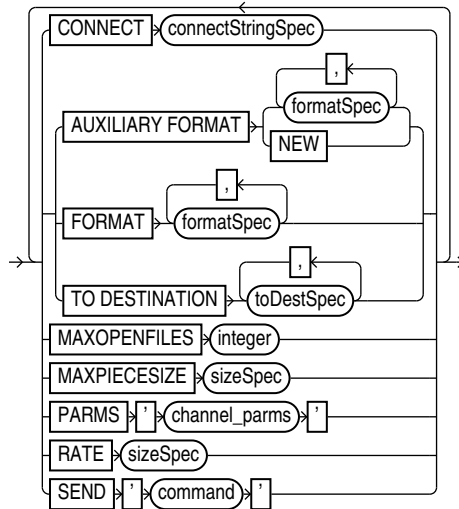 CONNECT connectStringSpec
,
formatSpec
AUXILIARY FORMAT
NEW
,
FORMAT formatSpec
,
TO DESTINATION toDestSpec
MAXOPENFILES integer
MAXPIECESIZE sizeSpec
PARMS ' channel_parms '
RATE sizeSpec
SEND ' command '